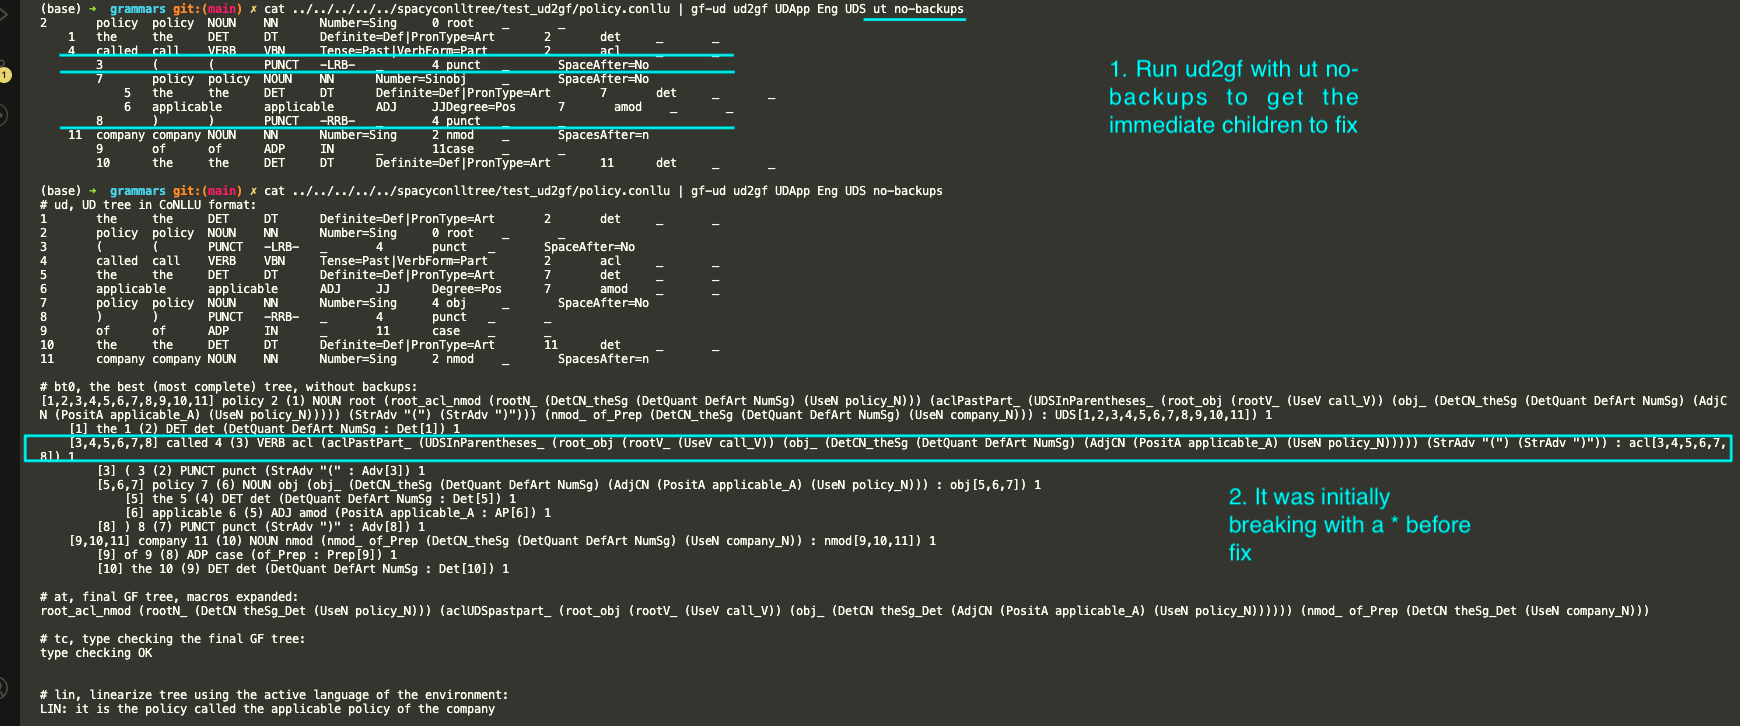 (base) ➜ grammars git:(main) ✗ cat ../../../../../spacyconlltree/test_ud2gf/policy.conllu | gf-ud ud2gf UDApp Eng UDS ut no-backups
2 policy policy NOUN NN Number=Sing 0 root _ _
1 the the DET DT Definite=Def|PronType=Art 2 det _ _
4 called call VERB VBN Tense=Past|VerbForm=Part 2 acl _ _
3 ( ( PUNCT -LRB- _ 4 punct _ SpaceAfter=No
7 policy policy NOUN NN Number=Sinobj _ SpaceAfter=No
5 the the DET DT Definite=Def|PronType=Art 7 det _ _
6 applicable applicable ADJ JJDegree=Pos 7 amod _ _
8 ) ) PUNCT -RRB- _ 4 punct _ _
11 company company NOUN NN Number=Sing 2 nmod _ SpacesAfter=n
9 of of ADP IN _ 11case _ _
10 the the DET DT Definite=Def|PronType=Art 11 det _ _
1. Run ud2gf with ut no-
backups to get the
immediate children to fix
(base) ➜ grammars git:(main) ✗ cat ../../../../../spacyconlltree/test_ud2gf/policy.conllu | gf-ud ud2gf UDApp Eng UDS no-backups
# ud, UD tree in CoNLLU format:
1 the the DET DT Definite=Def|PronType=Art 2 det _ _
2 policy policy NOUN NN Number=Sing 0 root _ _
3 ( ( PUNCT -LRB- _ 4 punct _ SpaceAfter=No
4 called call VERB VBN Tense=Past|VerbForm=Part 2 acl _ _
5 the the DET DT Definite=Def|PronType=Art 7 det _ _
6 applicable applicable ADJ JJ Degree=Pos 7 amod _ _
7 policy policy NOUN NN Number=Sing 4 obj _ SpaceAfter=No
8 ) ) PUNCT -RRB- _ 4 punct _ _
9 of of ADP IN _ 11 case _ _
10 the the DET DT Definite=Def|PronType=Art 11 det _ _
11 company company NOUN NN Number=Sing 2 nmod _ SpacesAfter=n
# bt0, the best (most complete) tree, without backups:
[1,2,3,4,5,6,7,8,9,10,11] policy 2 (1) NOUN root (root_acl_nmod (rootN_ (DetCN_theSg (DetQuant DefArt NumSg) (UseN policy_N))) (aclPastPart_ (UDSInParentheses_ (root_obj (rootV_ (UseV call_V)) (obj_ (DetCN_theSg (DetQuant DefArt NumSg) (AdjC
N (PositA applicable_A) (UseN policy_N))))) (StrAdv "(") (StrAdv ")"))) (nmod_ of_Prep (DetCN_theSg (DetQuant DefArt NumSg) (UseN company_N))) : UDS[1,2,3,4,5,6,7,8,9,10,11]) 1
[1] the 1 (2) DET det (DetQuant DefArt NumSg : Det[1]) 1
[3,4,5,6,7,8] called 4 (3) VERB acl (aclPastPart_ (UDSInParentheses_ (root_obj (rootV_ (UseV call_V)) (obj_ (DetCN_theSg (DetQuant DefArt NumSg) (AdjCN (PositA applicable_A) (UseN policy_N))))) (StrAdv "(") (StrAdv ")")) : acl[3,4,5,6,7,
8]) 1
[3] ( 3 (2) PUNCT punct (StrAdv "(" : Adv[3]) 1
[5,6,7] policy 7 (6) NOUN obj (obj_ (DetCN_theSg (DetQuant DefArt NumSg) (AdjCN (PositA applicable_A) (UseN policy_N))) : obj[5,6,7]) 1
[5] the 5 (4) DET det (DetQuant DefArt NumSg : Det[5]) 1
[6] applicable 6 (5) ADJ amod (PositA applicable_A : AP[6]) 1
[8] ) 8 (7) PUNCT punct (StrAdv ")" : Adv[8]) 1
[9,10,11] company 11 (10) NOUN nmod (nmod_ of_Prep (DetCN_theSg (DetQuant DefArt NumSg) (UseN company_N)) : nmod[9,10,11]) 1
[9] of 9 (8) ADP case (of_Prep : Prep[9]) 1
[10] the 10 (9) DET det (DetQuant DefArt NumSg : Det[10]) 1
2. It was initially
breaking with a * before
fix
# at, final GF tree, macros expanded:
root_acl_nmod (rootN_ (DetCN theSg_Det (UseN policy_N))) (aclUDSpastpart_ (root_obj (rootV_ (UseV call_V)) (obj_ (DetCN theSg_Det (AdjCN (PositA applicable_A) (UseN policy_N)))))) (nmod_ of_Prep (DetCN theSg_Det (UseN company_N)))
# tc, type checking the final GF tree:
type checking OK
# lin, linearize tree using the active language of the environment:
LIN: it is the policy called the applicable policy of the company
1